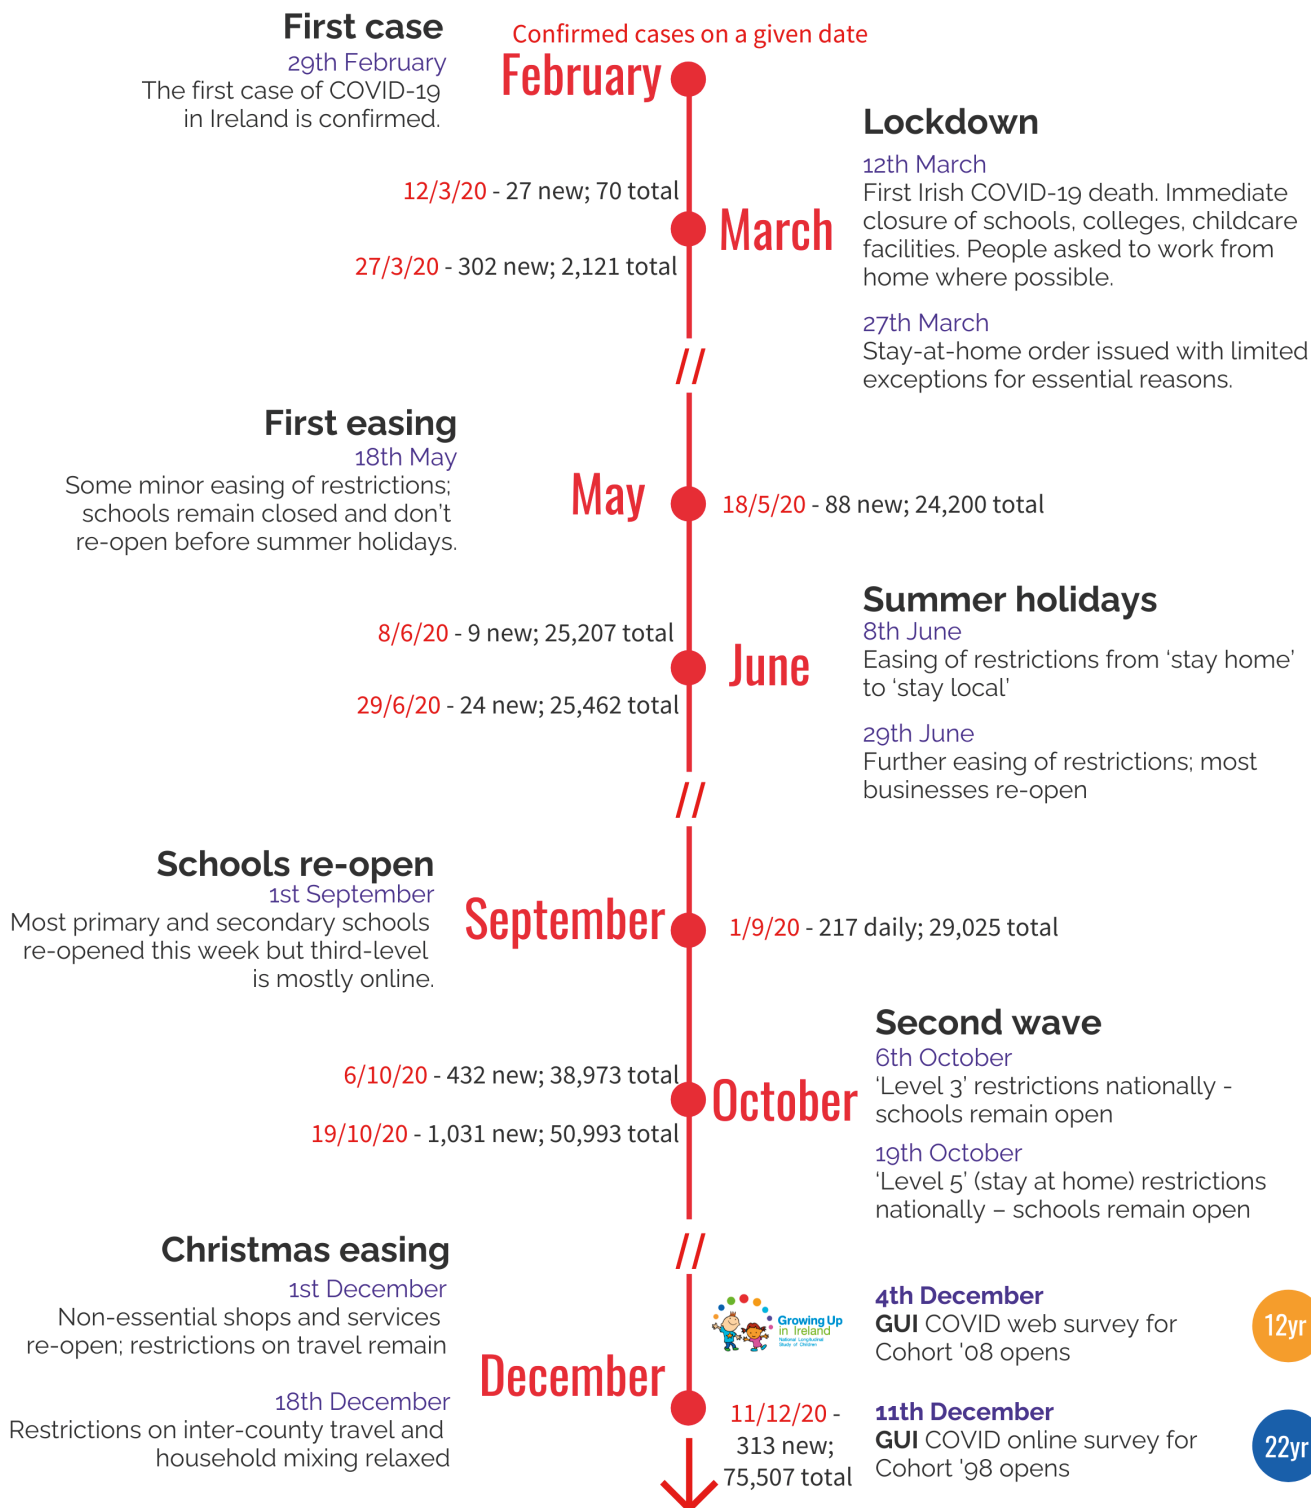 First case
Confirmed cases on a given date
29th February
February
The first case of COVID-19
in Ireland is confirmed.
Lockdown
12th March
12/3/20 - 27 new; 70 total
First Irish COVID-19 death. Immediate
closure of schools, colleges, childcare
March
facilities. People asked to work from
27/3/20 - 302 new; 2,121 total
home where possible.
27th March
Stay-at-home order issued with limited
exceptions for essential reasons.
//
First easing
18th May
Some minor easing of restrictions;
schools remain closed and don't
re-open before summer holidays.
May
18/5/20 - 88 new; 24,200 total
Summer holidays
8th June
8/6/20 - 9 new; 25,207 total
Easing of restrictions from ‘stay home’
to ‘stay local’
June
29/6/20 - 24 new; 25,462 total
29th June
Further easing of restrictions; most
businesses re-open
//
Schools re-open
1st September
Most primary and secondary schools
re-opened this week but third-level
is mostly online.
September
1/9/20 - 217 daily; 29,025 total
Second wave
6th October
6/10/20 - 432 new; 38,973 total
‘Level 3’ restrictions nationally -
schools remain open
October
19/10/20 - 1,031 new; 50,993 total
19th October
‘Level 5’ (stay at home) restrictions
nationally – schools remain open
//
Christmas easing
1st December
Non-essential shops and services
re-open; restrictions on travel remain
Growing Up
in Ireland
National Longitudinal
Study of Children
4th December
GUI COVID web survey for
Cohort '08 opens
12yr
December
18th December
Restrictions on inter-county travel and
household mixing relaxed
11/12/20 -
313 new;
75,507 total
11th December
GUI COVID online survey for
Cohort '98 opens
22yr